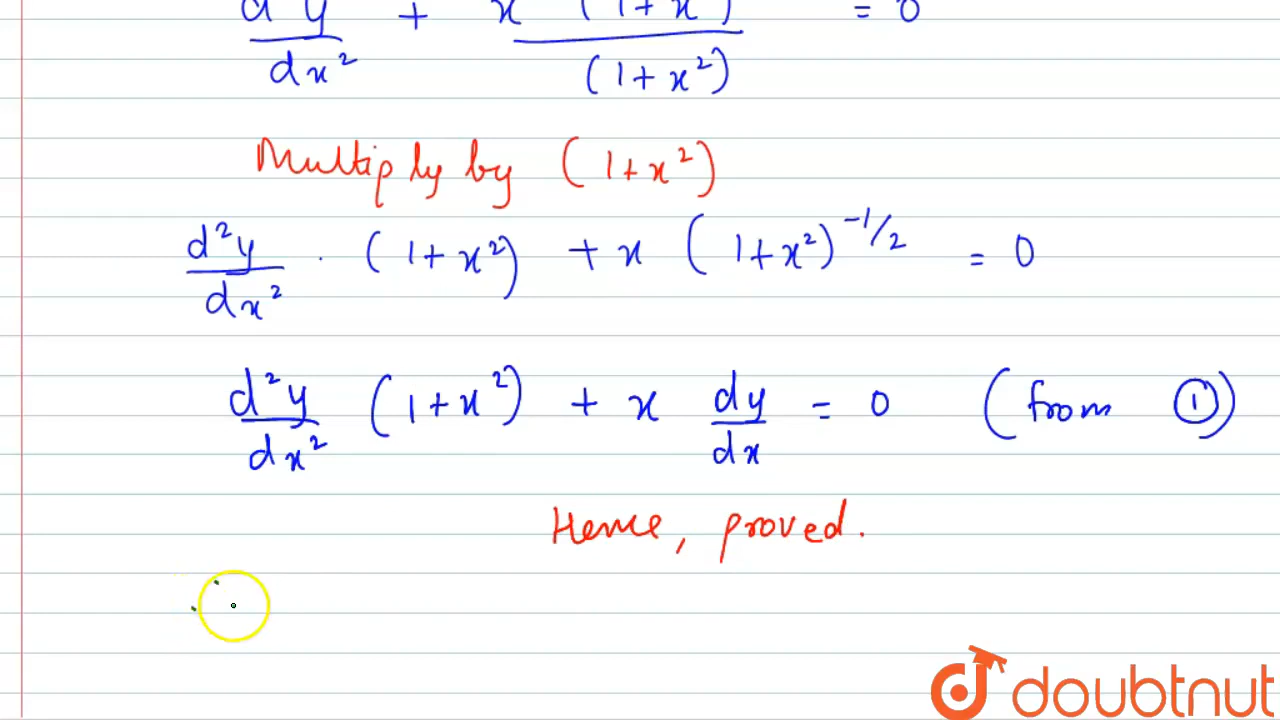 d²y/dx² + x (1+x²)/(1+x²) = 0
Multiply by (1+x²)
d²y/dx² . (1+x²) + x (1+x²)^-1/2 = 0
d²y/dx² (1+x²) + x dy/dx = 0 (from ①)
Hence, proved.
doubtnut